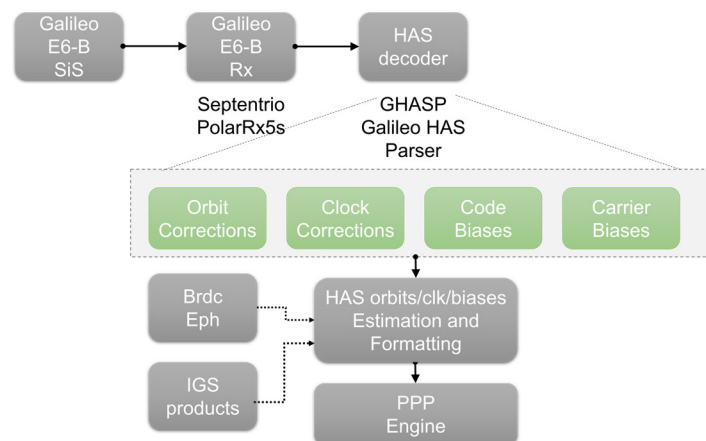 Galileo
E6-B
SiS
Galileo
E6-B
Rx
HAS
decoder
Septentrio
PolarRx5s
GHASP
Galileo HAS
Parser
Orbit
Corrections
Clock
Corrections
Code
Biases
Carrier
Biases
Brdc
Eph
HAS orbits/clk/biases
Estimation and
Formatting
IGS
products
PPP
Engine